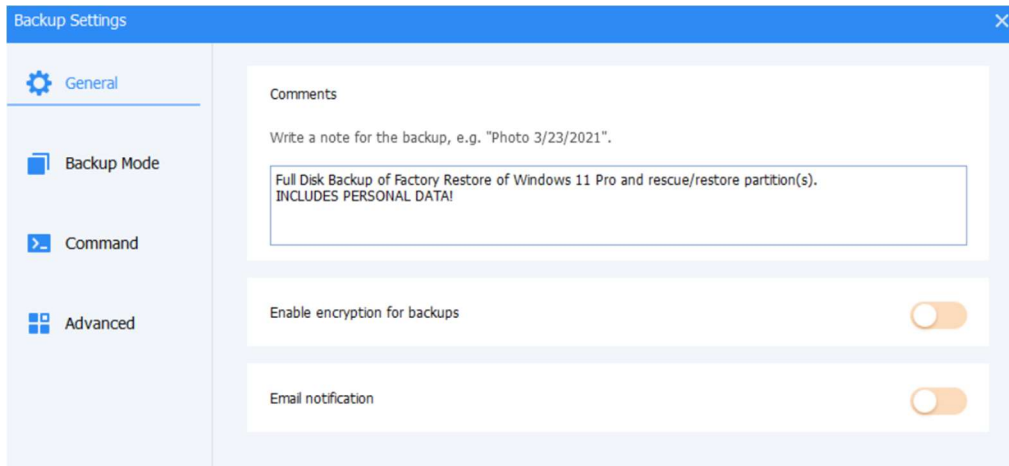 Backup Settings
General
Backup Mode
Command
Advanced
Comments
Write a note for the backup, e.g. "Photo 3/23/2021".
Full Disk Backup of Factory Restore of Windows 11 Pro and rescue/restore partition(s).
INCLUDES PERSONAL DATA!
Enable encryption for backups
Email notification